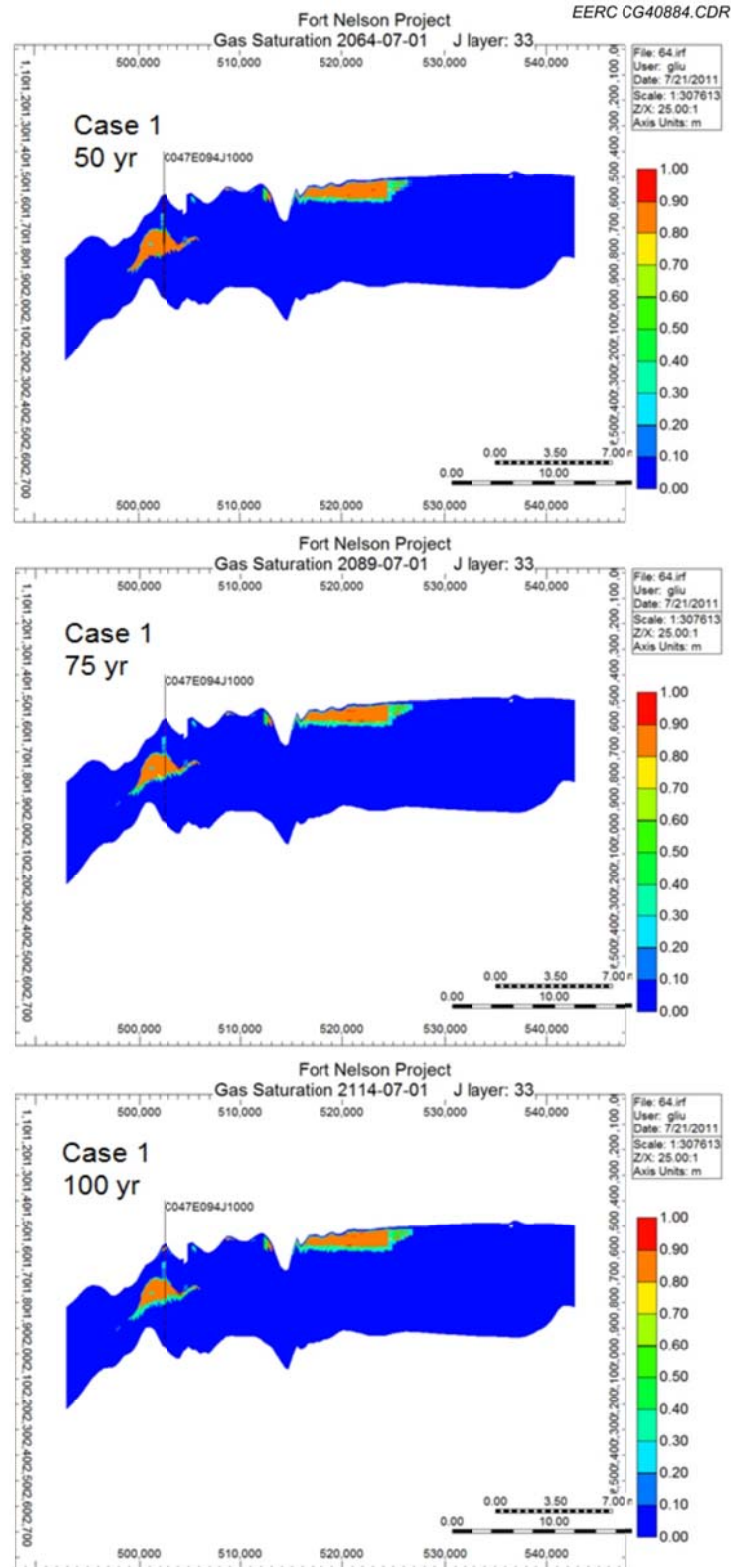 EERC CG40884.CDR
Fort Nelson Project
Gas Saturation 2064-07-01 J layer: 33
File: 64.irf
User: gliu
Date: 7/21/2011
Scale: 1:307613
Z/X: 25.00:1
Axis Units: m
500,000 510,000 520,000 530,000 540,000
Case 1
50 yr
C047E094J1000
1.00
0.90
0.80
0.70
0.60
0.50
0.40
0.30
0.20
0.10
0.00
0.00 3.50 7.00
0.00 10.00
500,000 510,000 520,000 530,000 540,000
Fort Nelson Project
Gas Saturation 2089-07-01 J layer: 33
File: 64.irf
User: gliu
Date: 7/21/2011
Scale: 1:307613
Z/X: 25.00:1
Axis Units: m
500,000 510,000 520,000 530,000 540,000
Case 1
75 yr
C047E094J1000
1.00
0.90
0.80
0.70
0.60
0.50
0.40
0.30
0.20
0.10
0.00
0.00 3.50 7.00
0.00 10.00
500,000 510,000 520,000 530,000 540,000
Fort Nelson Project
Gas Saturation 2114-07-01 J layer: 33
File: 64.irf
User: gliu
Date: 7/21/2011
Scale: 1:307613
Z/X: 25.00:1
Axis Units: m
500,000 510,000 520,000 530,000 540,000
Case 1
100 yr
C047E094J1000
1.00
0.90
0.80
0.70
0.60
0.50
0.40
0.30
0.20
0.10
0.00
0.00 3.50 7.00
0.00 10.00
500,000 510,000 520,000 530,000 540,000